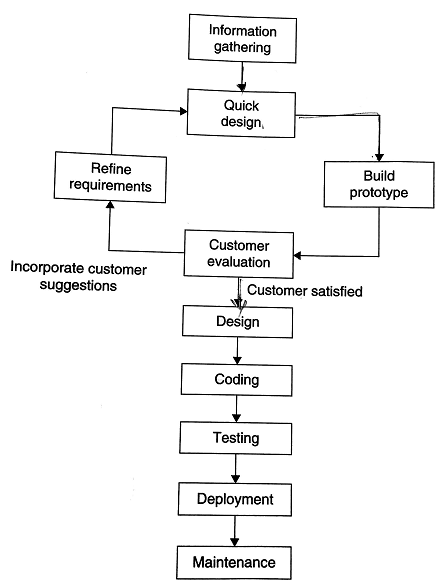 Information
gathering
Quick
design
Refine
requirements
Build
prototype
Customer
evaluation
Incorporate customer
suggestions
Customer satisfied
Design
Coding
Testing
Deployment
Maintenance